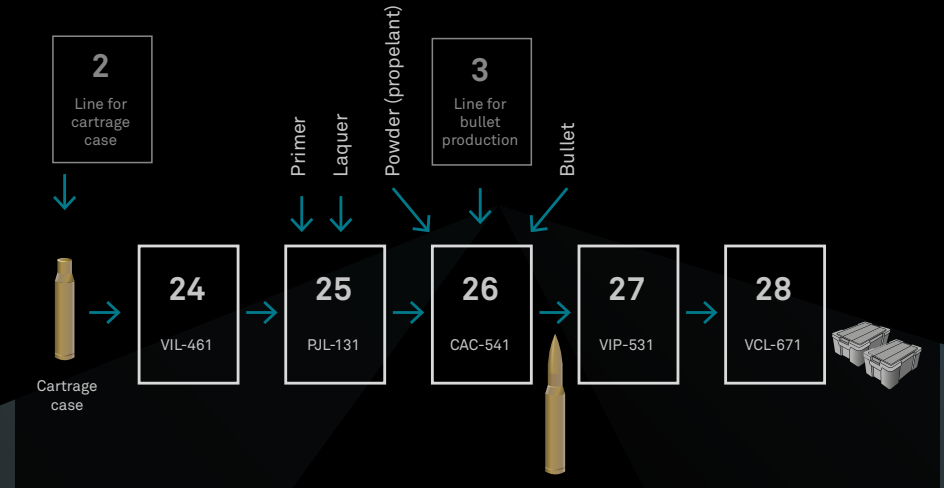 2
Line for
cartrage
case
Primer
Laquer
Powder (propelant)
3
Line for
bullet
production
Bullet
24
VIL-461
25
PJL-131
26
CAC-541
27
VIP-531
28
VCL-671
Cartrage
case